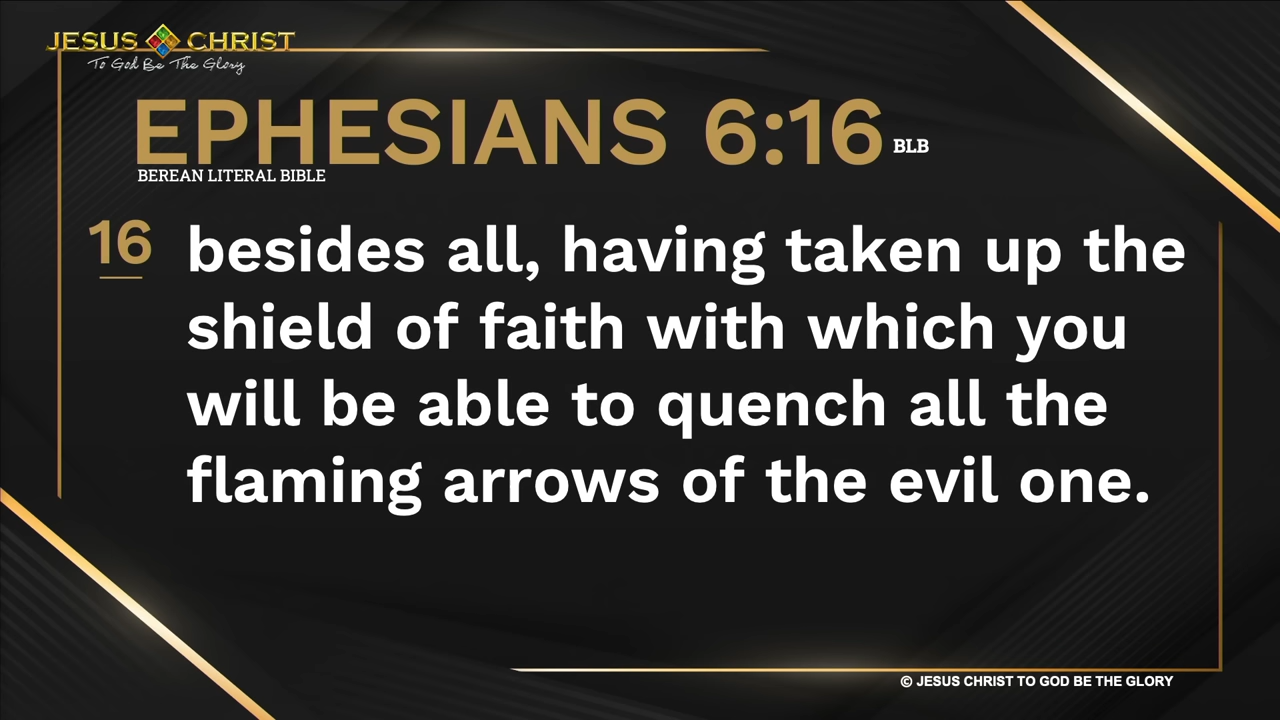 JESUS CHRIST
To God Be The Glory
EPHESIANS 6:16 BLB
BEREAN LITERAL BIBLE
16 besides all, having taken up the
shield of faith with which you
will be able to quench all the
flaming arrows of the evil one.
© JESUS CHRIST TO GOD BE THE GLORY